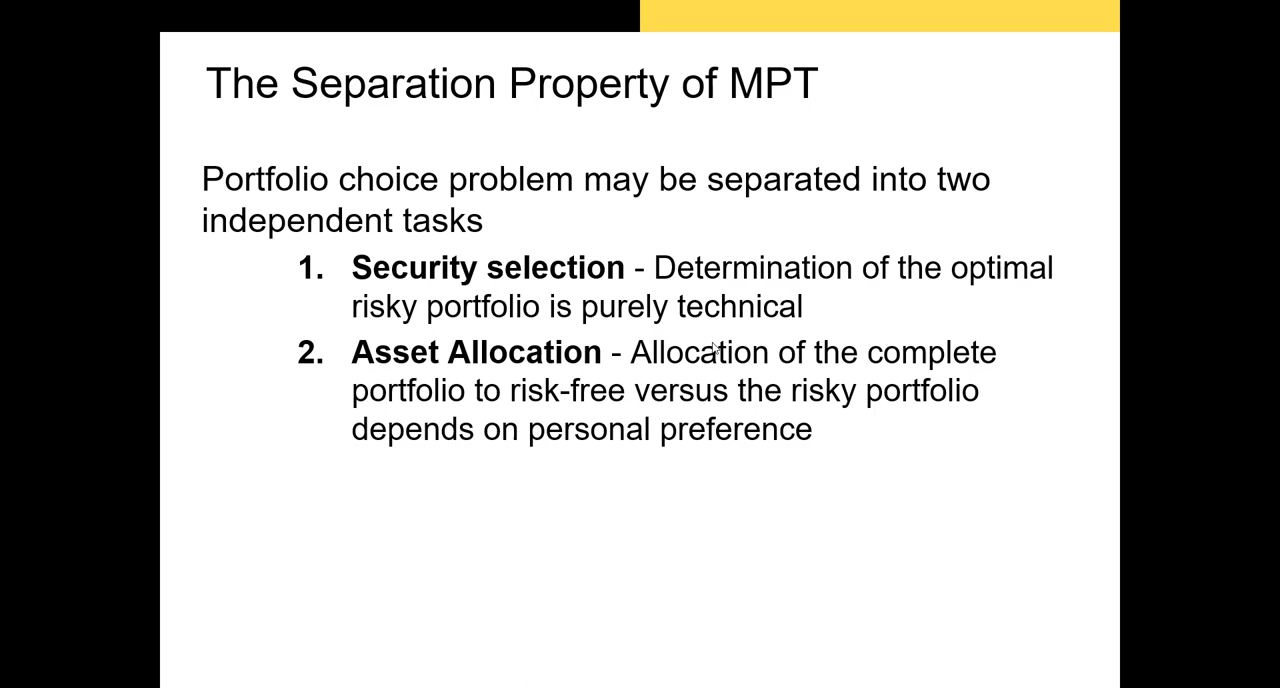 The Separation Property of MPT
Portfolio choice problem may be separated into two
independent tasks
1. Security selection - Determination of the optimal
risky portfolio is purely technical
2. Asset Allocation - Allocation of the complete
portfolio to risk-free versus the risky portfolio
depends on personal preference